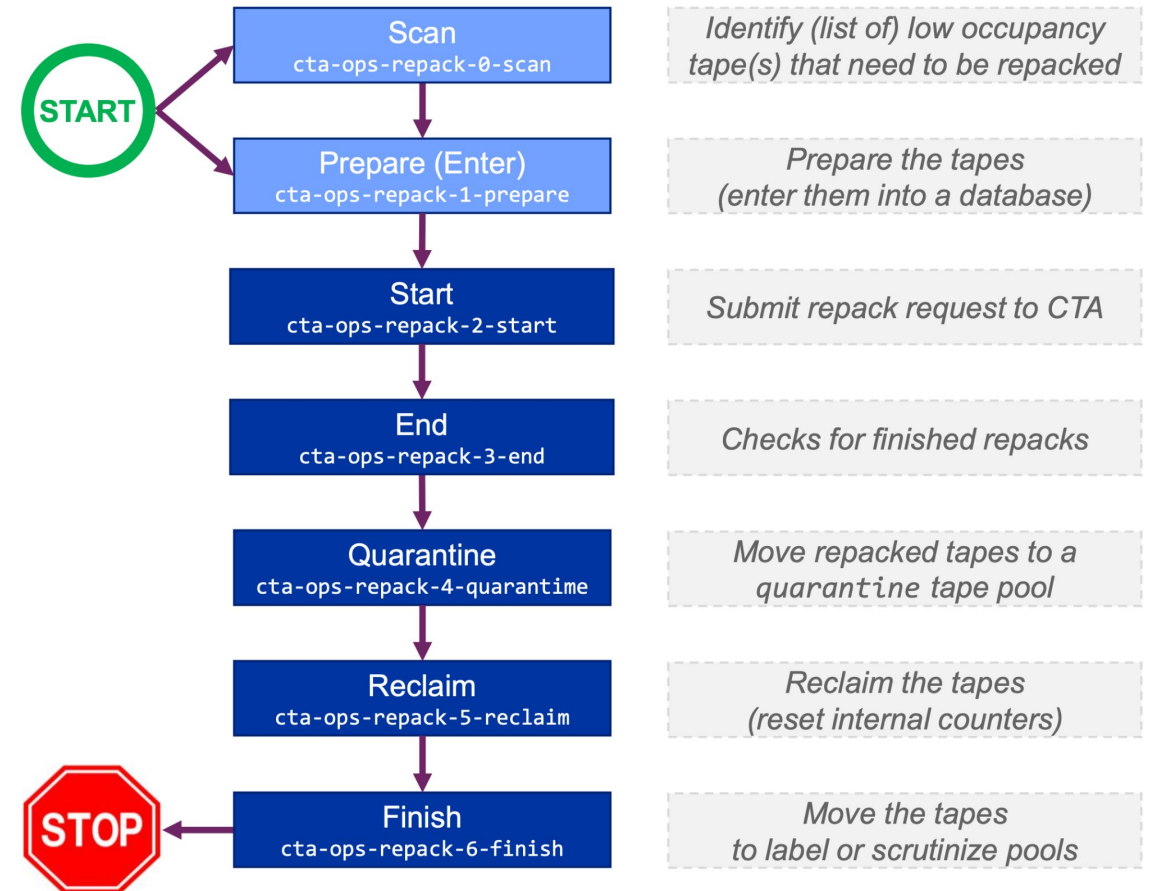 Scan
cta-ops-repack-0-scan
Identify (list of) low occupancy
tape(s) that need to be repacked
START
Prepare (Enter)
cta-ops-repack-1-prepare
Prepare the tapes
(enter them into a database)
Start
cta-ops-repack-2-start
Submit repack request to CTA
End
cta-ops-repack-3-end
Checks for finished repacks
Quarantine
cta-ops-repack-4-quarantime
Move repacked tapes to a
quarantine tape pool
Reclaim
cta-ops-repack-5-reclaim
Reclaim the tapes
(reset internal counters)
STOP
Finish
cta-ops-repack-6-finish
Move the tapes
to label or scrutinize pools